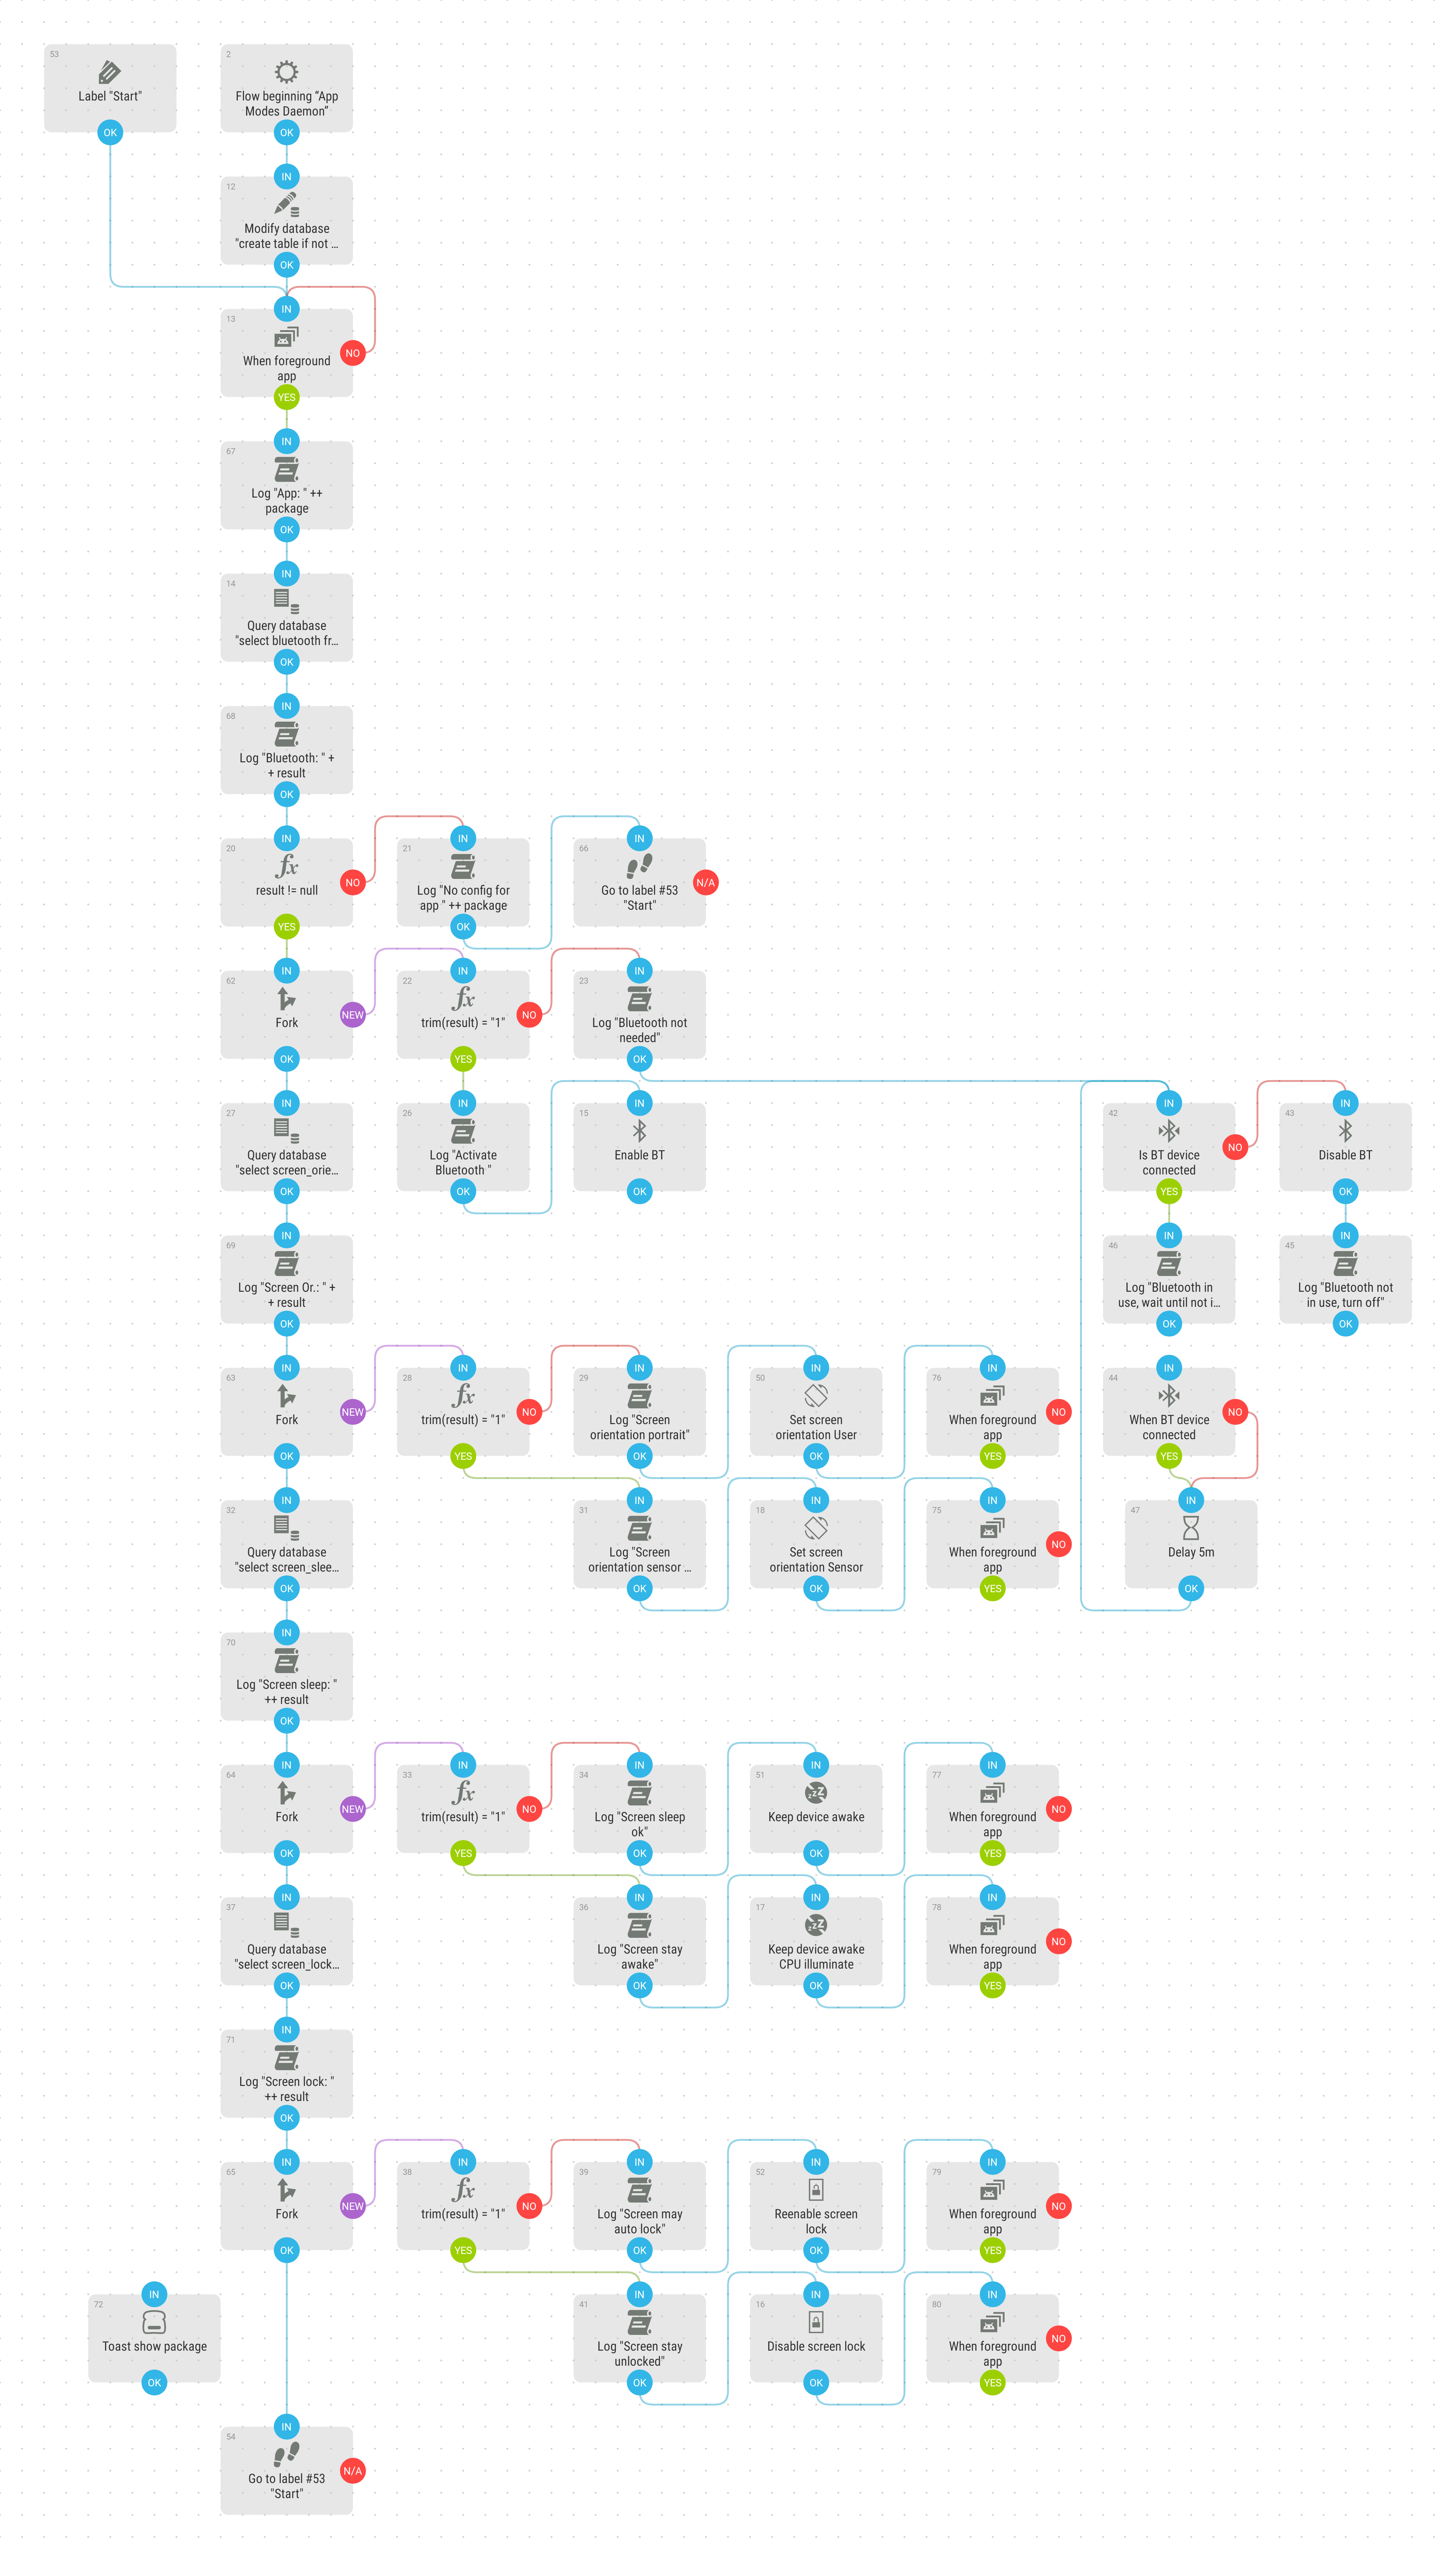 53
Label "Start"
OK
2
Flow beginning “App
Modes Daemon”
OK
IN
12
Modify database
"create table if not ...
OK
IN
13
When foreground
app
NO
YES
IN
67
Log "App: " ++
package
OK
IN
14
Query database
"select bluetooth fr...
OK
IN
68
Log "Bluetooth: " +
+ result
OK
IN
20
result != null
NO
YES
IN
21
Log "No config for
app " ++ package
OK
IN
66
Go to label #53
"Start"
N/A
IN
62
Fork
NEW
OK
IN
22
trim(result) = "1"
NO
YES
IN
23
Log "Bluetooth not
needed"
OK
IN
27
Query database
"select screen_orie...
OK
IN
26
Log "Activate
Bluetooth "
OK
IN
15
Enable BT
OK
IN
42
Is BT device
connected
NO
YES
IN
43
Disable BT
OK
IN
69
Log "Screen Or.: " +
+ result
OK
IN
46
Log "Bluetooth in
use, wait until not i...
OK
IN
45
Log "Bluetooth not
in use, turn off"
OK
IN
63
Fork
NEW
OK
IN
28
trim(result) = "1"
NO
YES
IN
29
Log "Screen
orientation portrait"
OK
IN
50
Set screen
orientation User
OK
IN
76
When foreground
app
NO
YES
IN
44
When BT device
connected
NO
YES
IN
32
Query database
"select screen_slee...
OK
IN
31
Log "Screen
orientation sensor ...
OK
IN
18
Set screen
orientation Sensor
OK
IN
75
When foreground
app
NO
YES
IN
47
Delay 5m
OK
IN
70
Log "Screen sleep: "
++ result
OK
IN
64
Fork
NEW
OK
IN
33
trim(result) = "1"
NO
YES
IN
34
Log "Screen sleep
ok"
OK
IN
51
Keep device awake
OK
IN
77
When foreground
app
NO
YES
IN
37
Query database
"select screen_lock...
OK
IN
36
Log "Screen stay
awake"
OK
IN
17
Keep device awake
CPU illuminate
OK
IN
78
When foreground
app
NO
YES
IN
71
Log "Screen lock: "
++ result
OK
IN
65
Fork
NEW
OK
IN
38
trim(result) = "1"
NO
YES
IN
39
Log "Screen may
auto lock"
OK
IN
52
Reenable screen
lock
OK
IN
79
When foreground
app
NO
YES
IN
72
Toast show package
OK
IN
41
Log "Screen stay
unlocked"
OK
IN
16
Disable screen lock
OK
IN
80
When foreground
app
NO
YES
IN
54
Go to label #53
"Start"
N/A